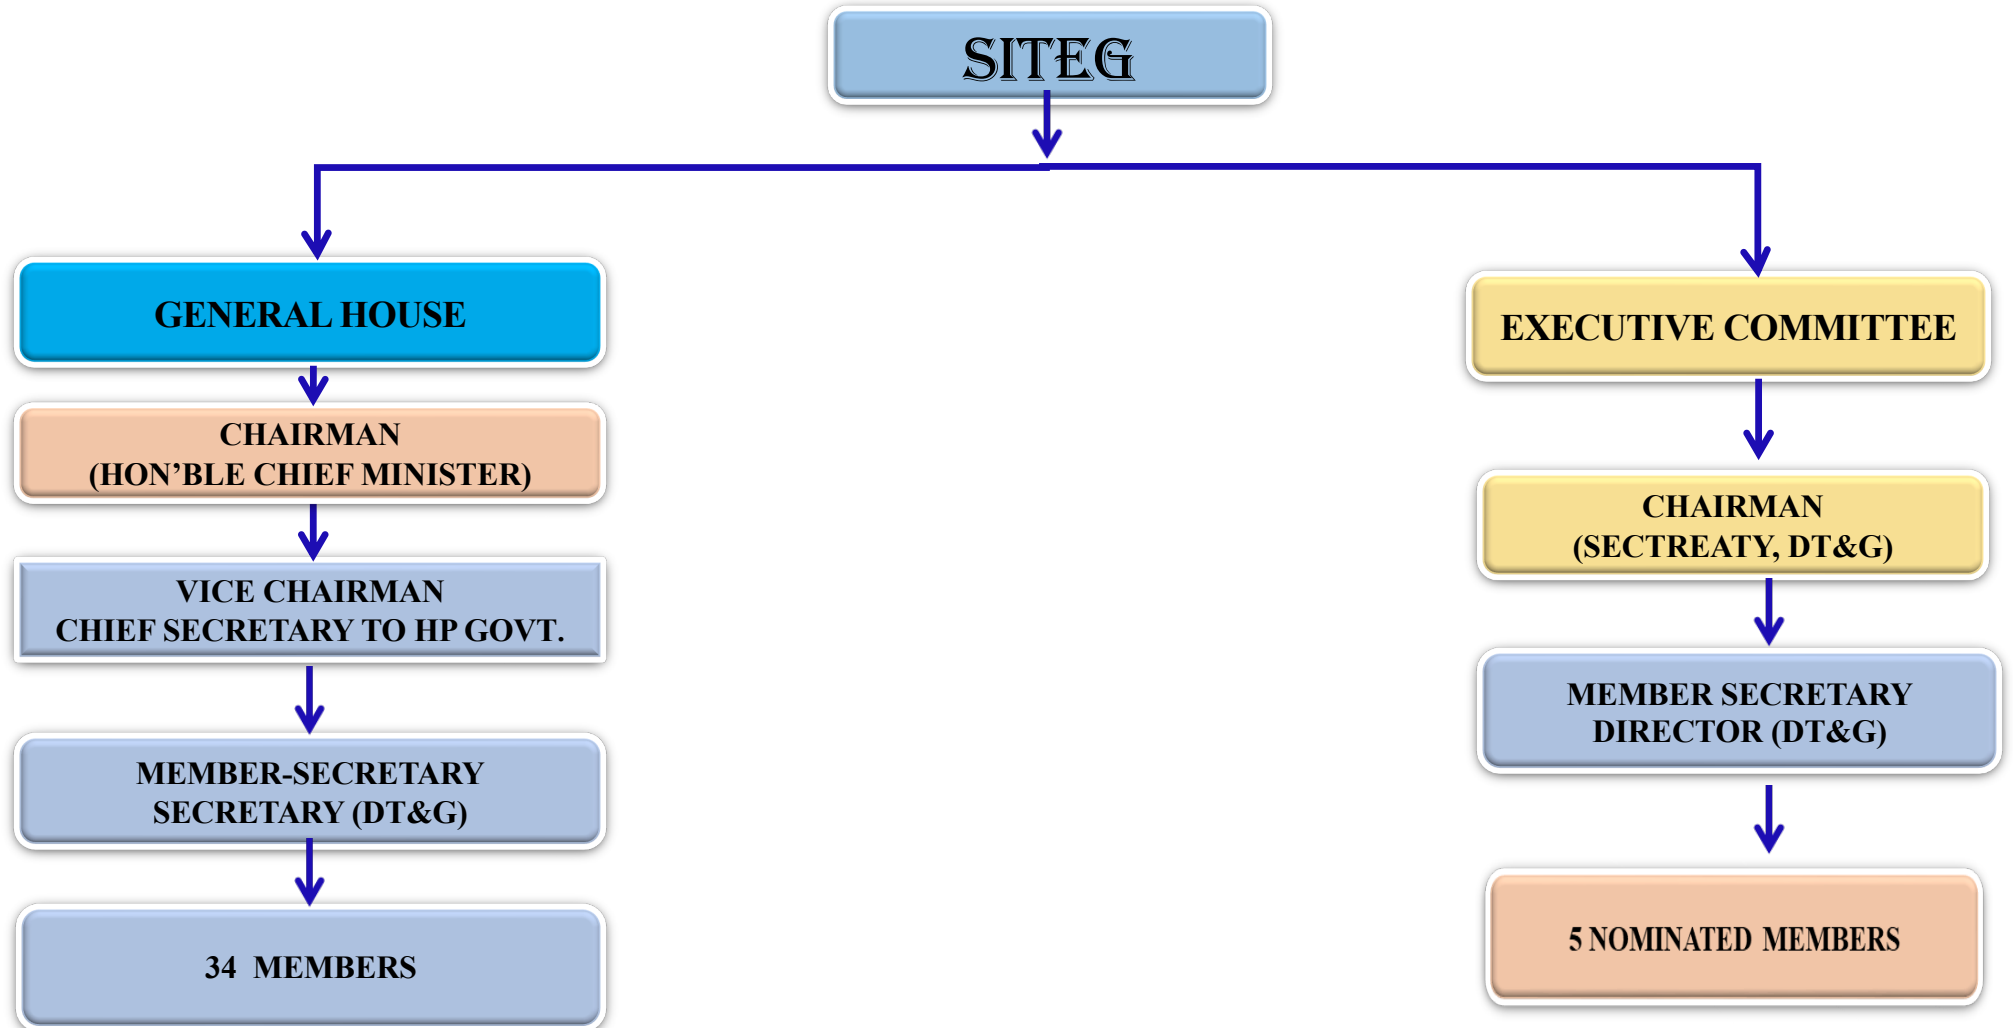 SITEG
GENERAL HOUSE
CHAIRMAN
(HON’BLE CHIEF MINISTER)
VICE CHAIRMAN
CHIEF SECRETARY TO HP GOVT.
MEMBER-SECRETARY
SECRETARY (DT&G)
34 MEMBERS
EXECUTIVE COMMITTEE
CHAIRMAN
(SECTREATY, DT&G)
MEMBER SECRETARY
DIRECTOR (DT&G)
5 NOMINATED MEMBERS